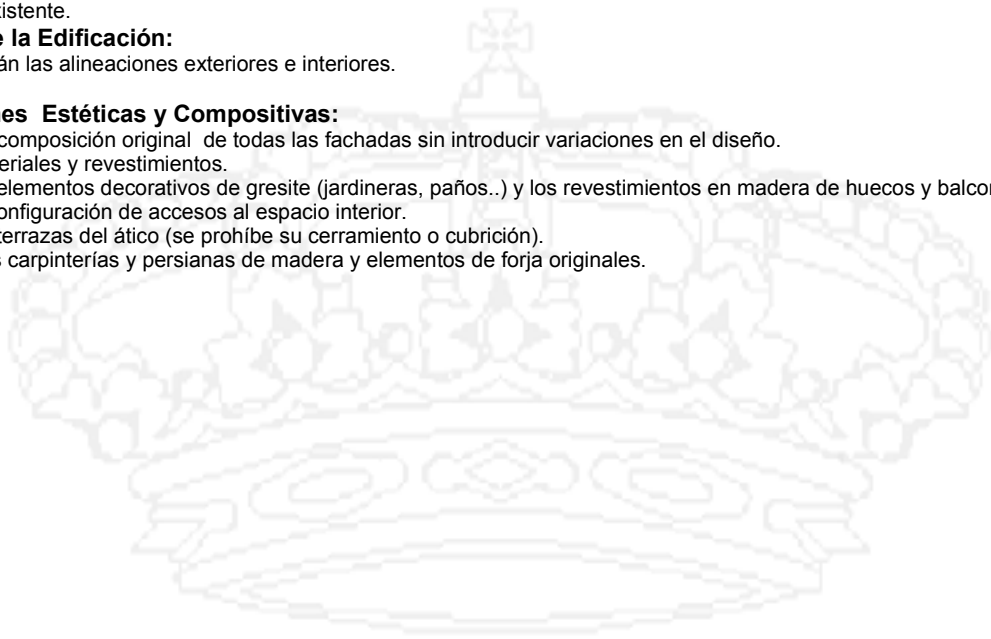 istente.
e la Edificación:
án las alineaciones exteriores e interiores.
nes Estéticas y Compositivas:
composición original de todas las fachadas sin introducir variaciones en el diseño.
eriales y revestimientos.
elementos decorativos de gresite (jardineras, paños..) y los revestimientos en madera de huecos y balcon
onfiguración de accesos al espacio interior.
terrazas del ático (se prohíbe su cerramiento o cubrición).
s carpinterías y persianas de madera y elementos de forja originales.